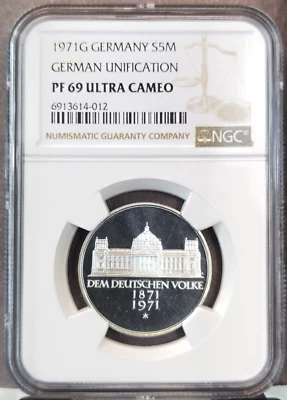 1971G GERMANY S5M
GERMAN UNIFICATION
PF 69 ULTRA CAMEO
6913614-012
NUMISMATIC GUARANTY COMPANY
NGC
DEM DEUTSCHEN VOLKE
1871
1971